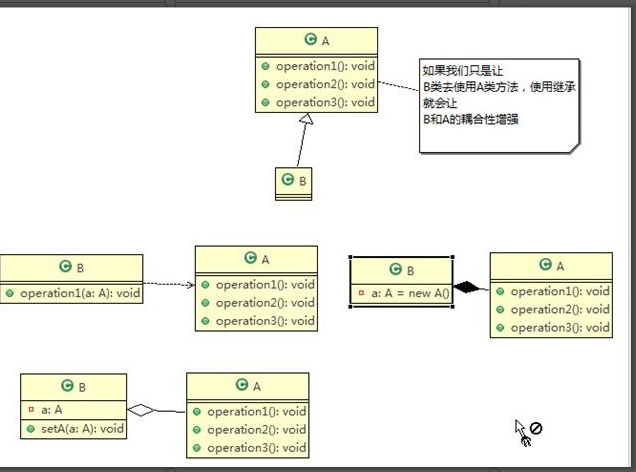 A
operation1(): void
operation2(): void
operation3(): void
如果我们只是让
B类去使用A类方法，使用继承
就会让
B和A的耦合性增强
B
B
operation1(a: A): void
A
operation1(): void
operation2(): void
operation3(): void
B
a: A = new A()
A
operation1(): void
operation2(): void
operation3(): void
B
a: A
setA(a: A): void
A
operation1(): void
operation2(): void
operation3(): void